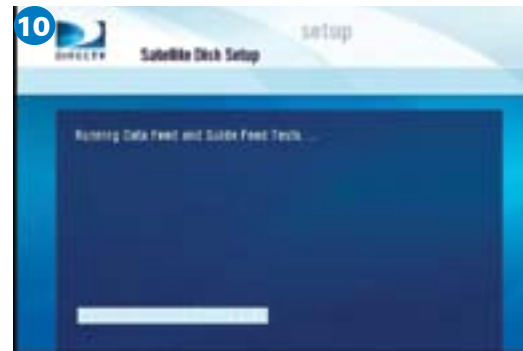 10
setup
DIRECTV
Satellite Dish Setup
Running Data Feed and Guide Feed Tests ...